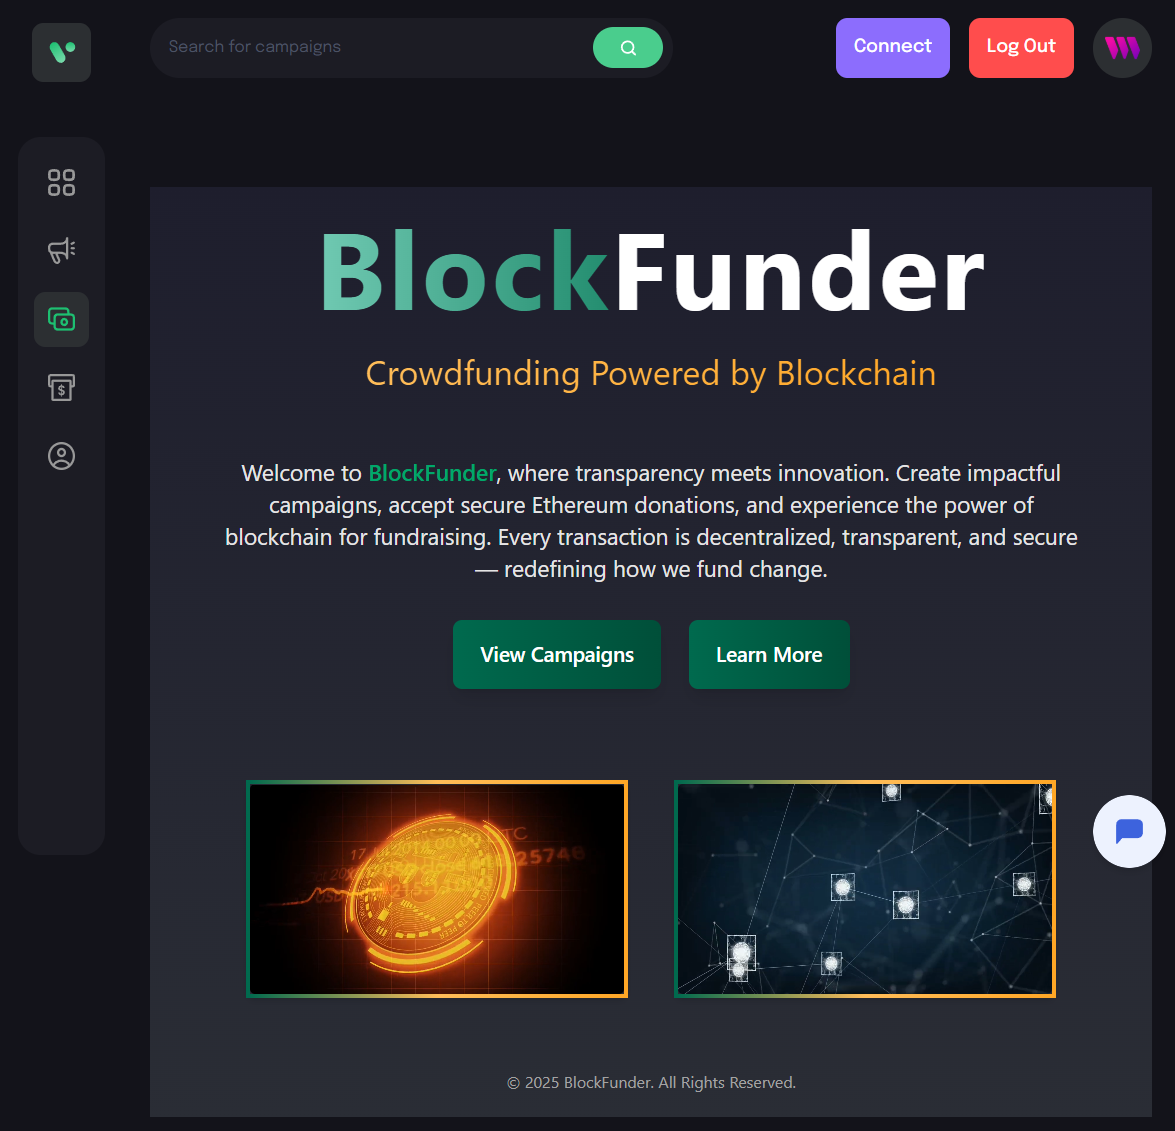 Search for campaigns
Connect
Log Out
BlockFunder
Crowdfunding Powered by Blockchain
Welcome to BlockFunder, where transparency meets innovation. Create impactful
campaigns, accept secure Ethereum donations, and experience the power of
blockchain for fundraising. Every transaction is decentralized, transparent, and secure
— redefining how we fund change.
View Campaigns
Learn More
© 2025 BlockFunder. All Rights Reserved.